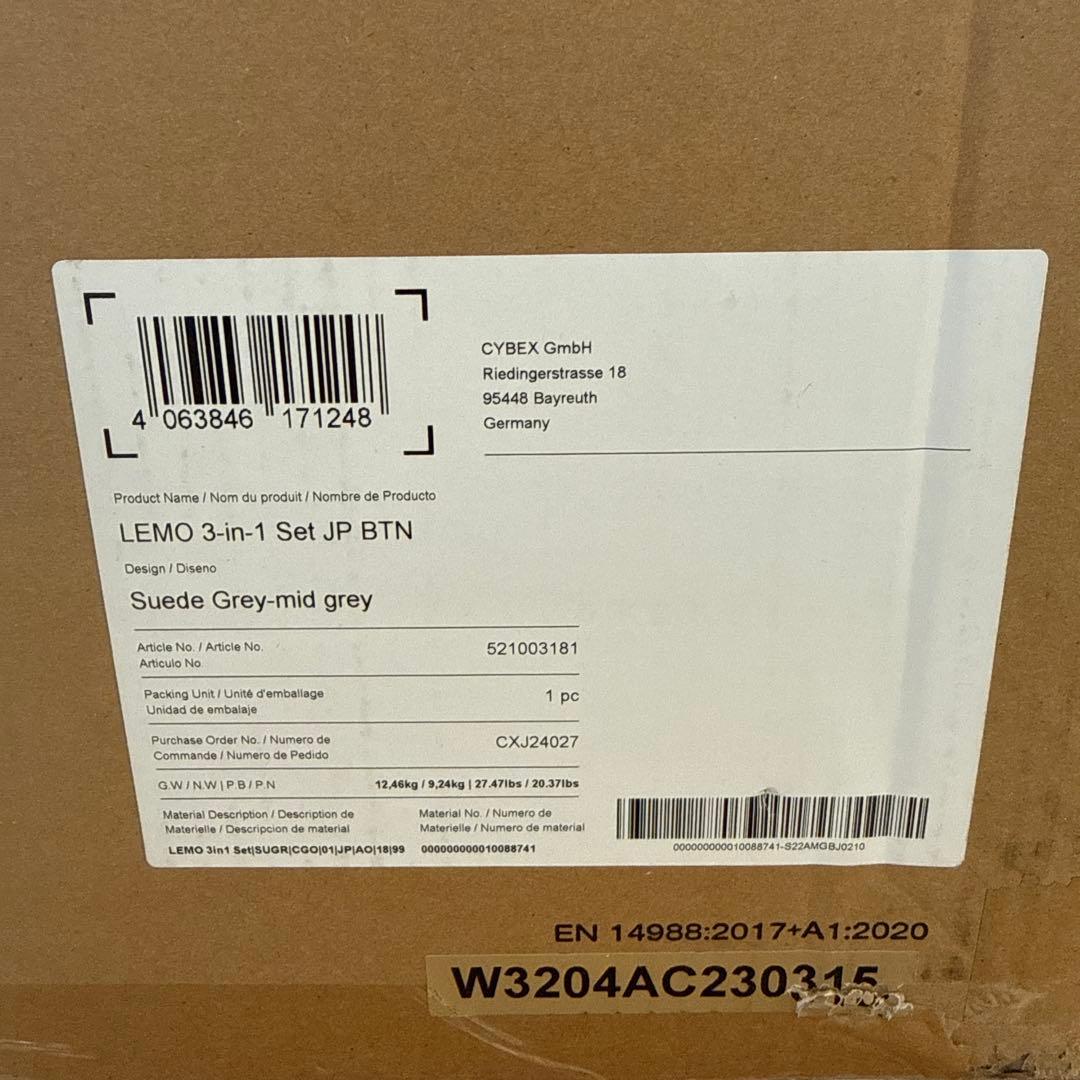 4 063846 171248
CYBEX GmbH
Riedingerstrasse 18
95448 Bayreuth
Germany
Product Name / Nom du produit / Nombre de Producto
LEMO 3-in-1 Set JP BTN
Design / Diseno
Suede Grey-mid grey
Article No. / Article No.
Articulo No
521003181
Packing Unit / Unité d'emballage
Unidad de embalaje
1 pc
Purchase Order No. / Numero de
Commande / Numero de Pedido
CXJ24027
G.W / N.W | P.B / P.N
12,46kg / 9,24kg | 27.47lbs / 20.37lbs
Material Description / Description de
Materielle / Descripcion de material
Material No. / Numero de
Materielle / Numero de material
LEMO 3in1 Set|SUGR|CGO|01|JP|AO|18|99
000000000010088741
000000000010088741-S22AMGBJ0210
EN 14988:2017+A1:2020
W3204AC230315